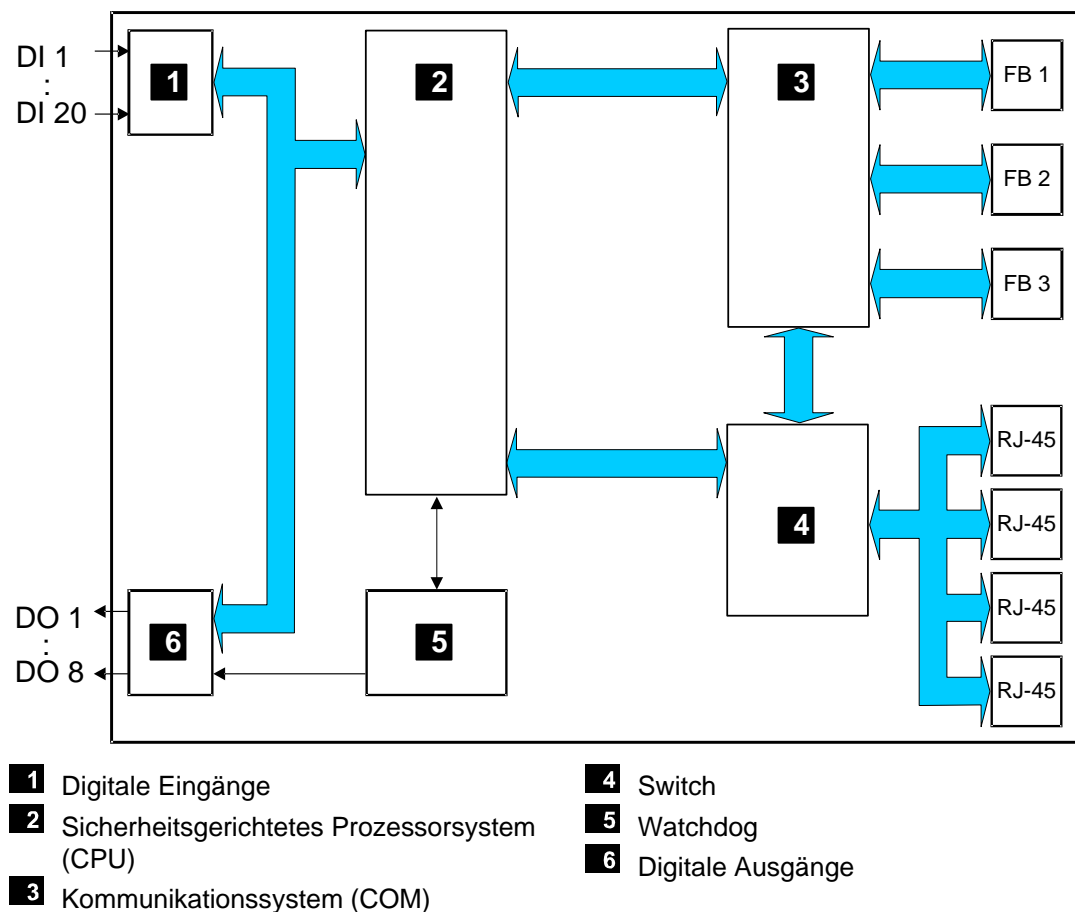 DI 1
:
DI 20
1
2
3
FB 1
FB 2
FB 3
RJ-45
4
RJ-45
RJ-45
RJ-45
DO 1
:
DO 8
6
5
1 Digitale Eingänge
2 Sicherheitsgerichtetes Prozessorsystem
(CPU)
3 Kommunikationssystem (COM)
4 Switch
5 Watchdog
6 Digitale Ausgänge